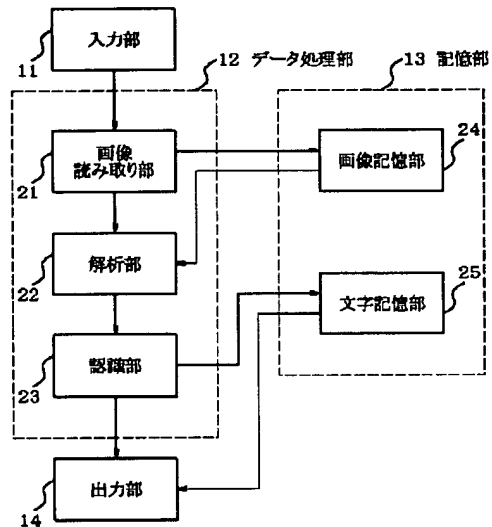 入力部
11
12 データ処理部
13 記憶部
画像
読み取り部
21
画像記憶部
24
解析部
22
文字記憶部
25
認識部
23
出力部
14